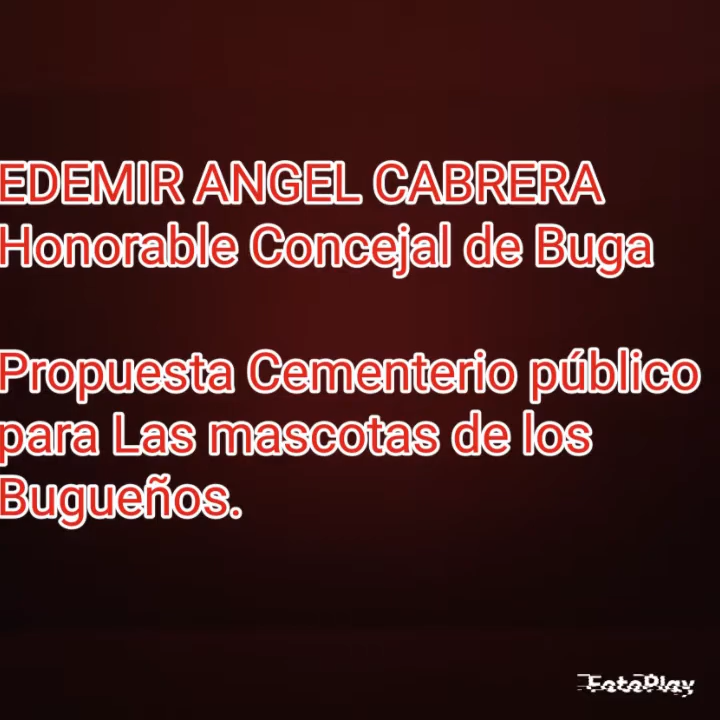 EDEMIR ANGEL CABRERA
Honorable Concejal de Buga
Propuesta Cementerio público
para Las mascotas de los
Bugueños.
FotoPlay